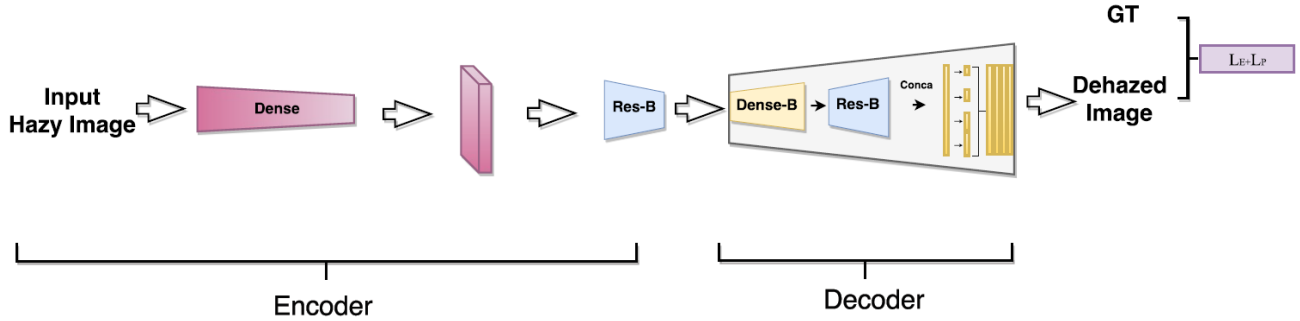 Input
Hazy Image
Dense
Res-B
Dense-B
Res-B
Conca
GT
Dehazed
Image
LE+LP
Encoder
Decoder